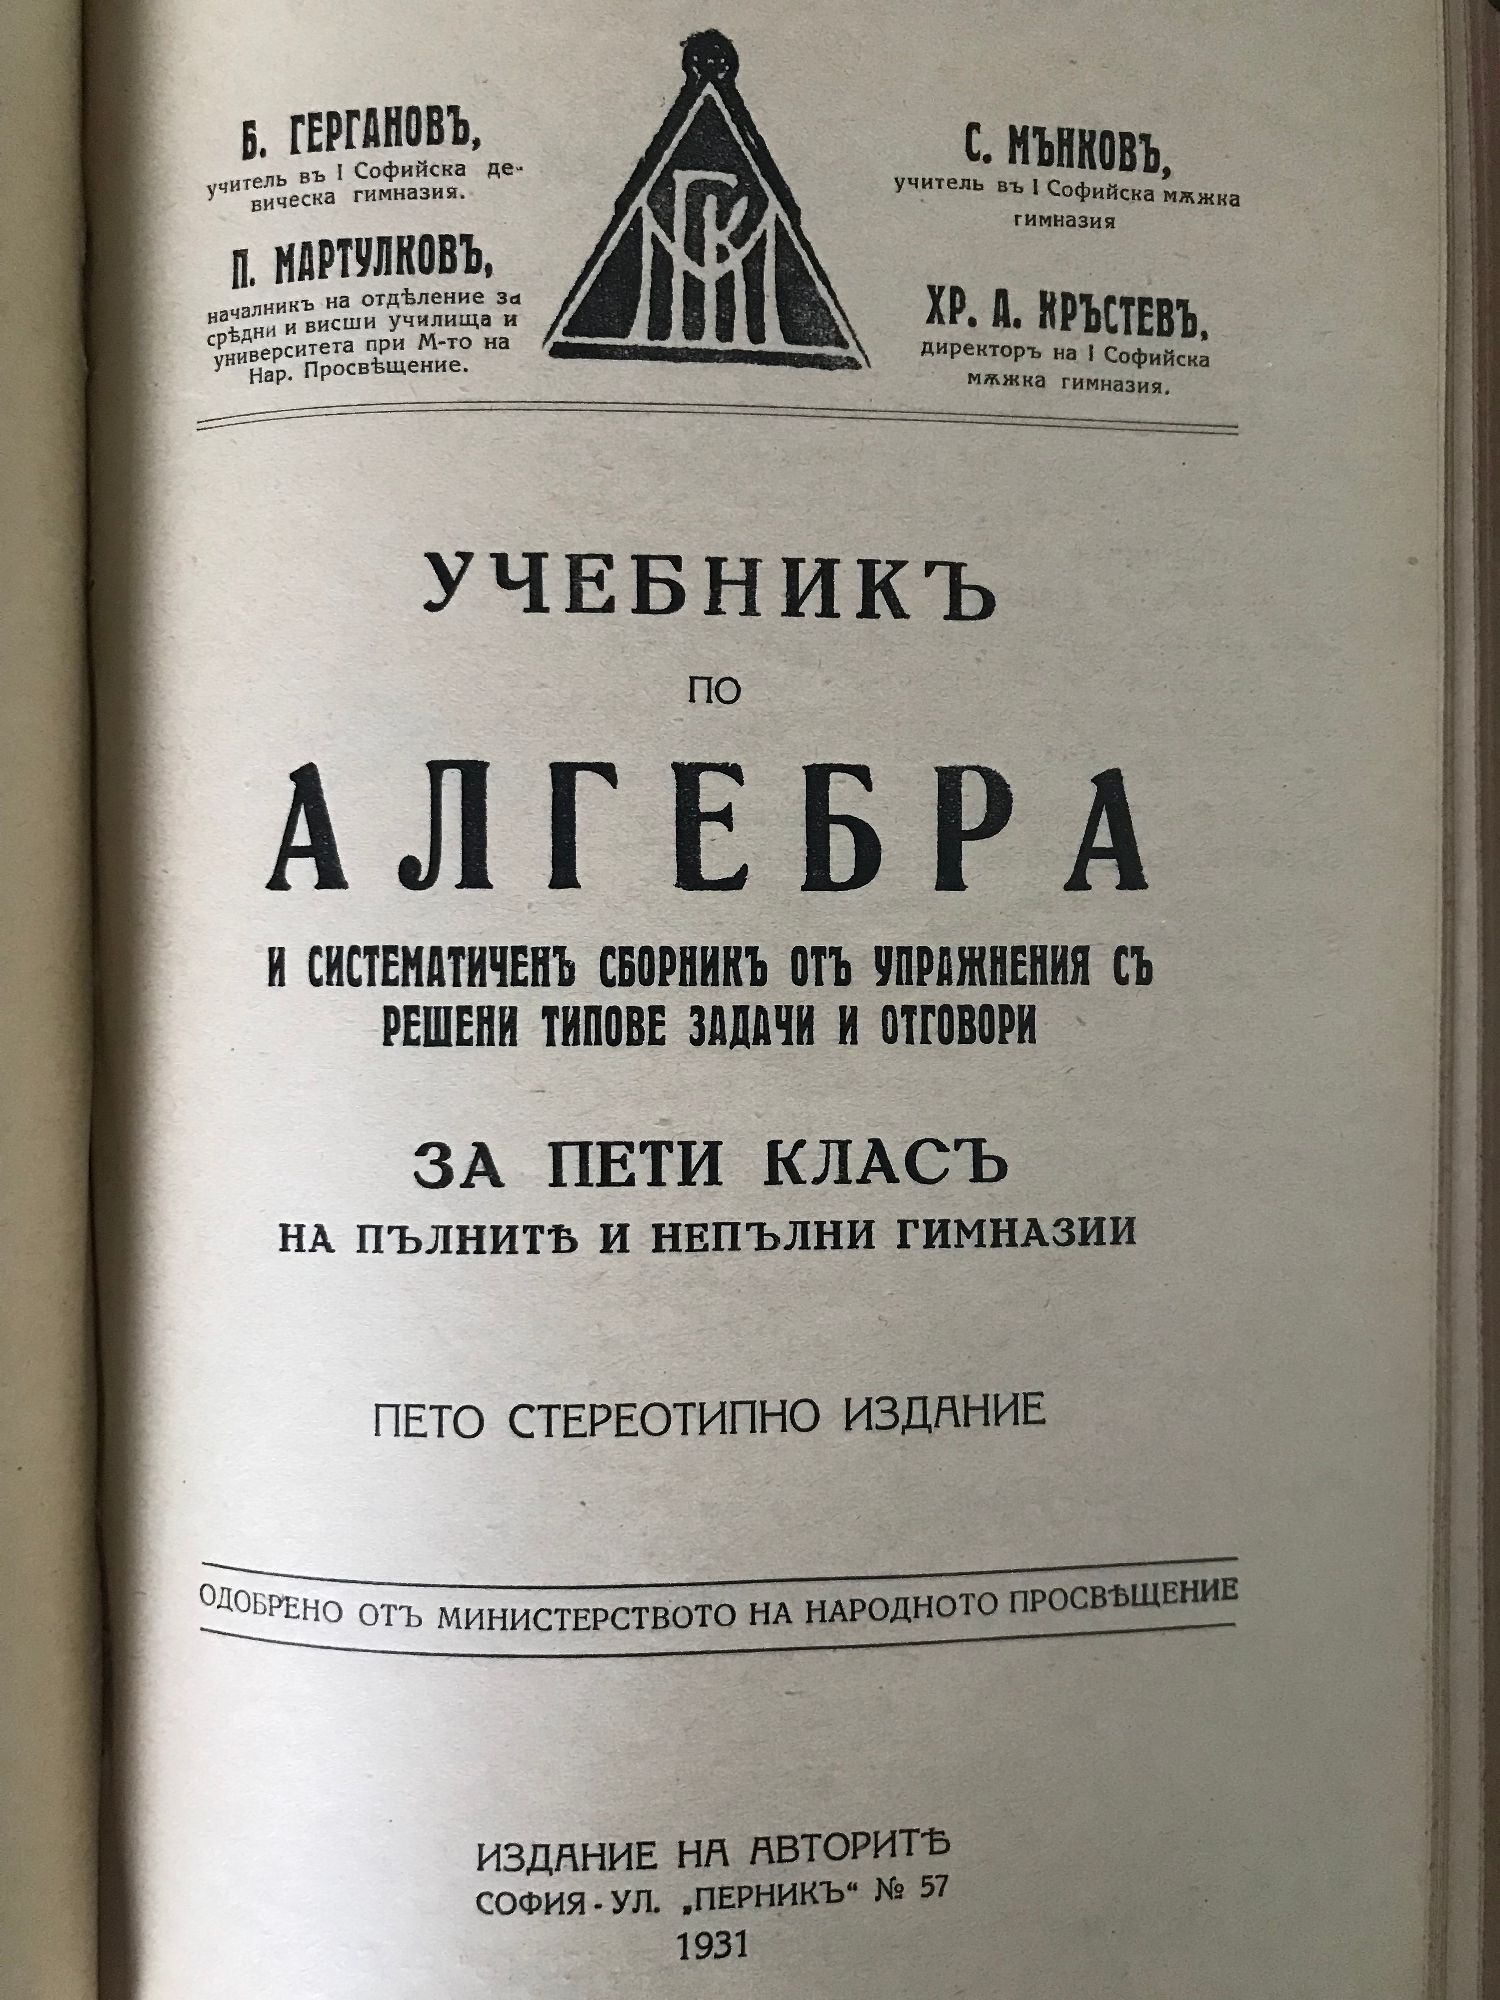 Б. ГЕРГАНОВЪ,
учитель въ I Софийска де-
вическа гимназия.
П. МАРТУЛКОВЪ,
началникъ на отдѣление за
срѣдни и висши училища и
университета при М-то на
Нар. Просвѣщение.
С. МЪНКОВЪ,
учитель въ I Софийска мѫжка
гимназия
ХР. А. КРЪСТЕВЪ.
директоръ на I Софийска
мѫжка гимназия.
УЧЕБНИКЪ
ПО
АЛГЕБРА
И СИСТЕМАТИЧЕНЪ СБОРНИКЪ ОТЪ УПРАЖНЕНИЯ СЪ
РЕШЕНИ ТИПОВЕ ЗАДАЧИ И ОТГОВОРИ
ЗА ПЕТИ КЛАСЪ
НА ПЪЛНИТѢ И НЕПЪЛНИ ГИМНАЗИИ
ПЕТО СТЕРЕОТИПНО ИЗДАНИЕ
ОДОБРЕНО ОТЪ МИНИСТЕРСТВОТО НА НАРОДНОТО ПРОСВѢЩЕНИЕ
ИЗДАНИЕ НА АВТОРИТѢ
СОФИЯ - УЛ. „ПЕРНИКЪ“ № 57
1931